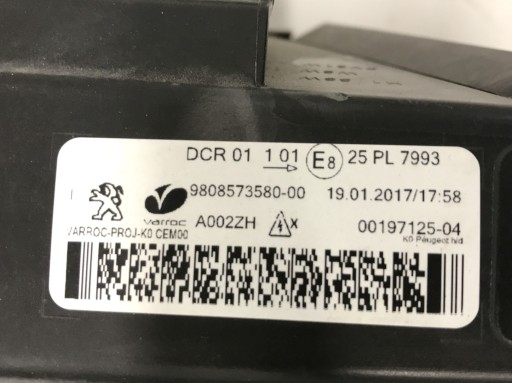 DCR 01 1 01 E8 25 PL 7993
9808573580-00 19.01.2017/17:58
varroc A002ZH X 00197125-04
VARROC-PROJ-K0 CEM00 K0 Peugeot hld